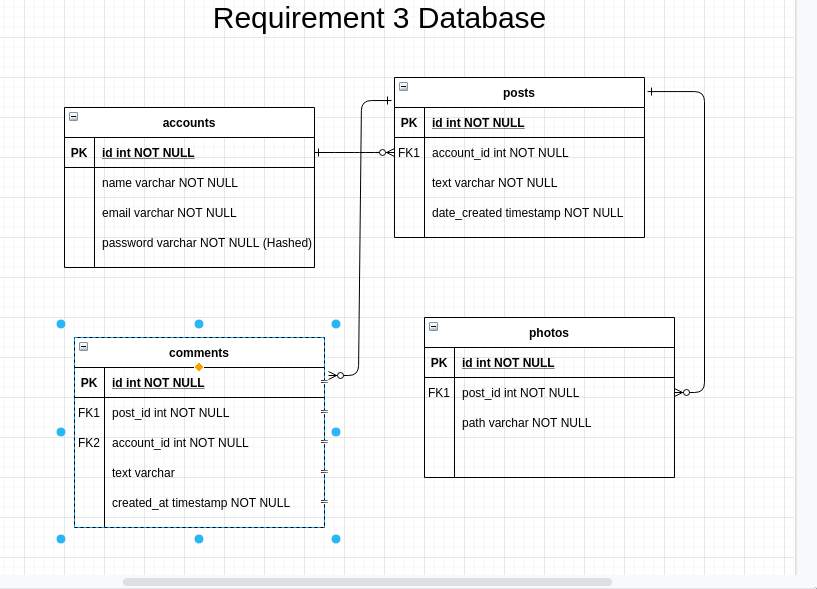 Requirement 3 Database
accounts
PK id int NOT NULL
name varchar NOT NULL
email varchar NOT NULL
password varchar NOT NULL (Hashed)
posts
PK id int NOT NULL
FK1 account_id int NOT NULL
text varchar NOT NULL
date_created timestamp NOT NULL
comments
PK id int NOT NULL
FK1 post_id int NOT NULL
FK2 account_id int NOT NULL
text varchar
created_at timestamp NOT NULL
photos
PK id int NOT NULL
FK1 post_id int NOT NULL
path varchar NOT NULL